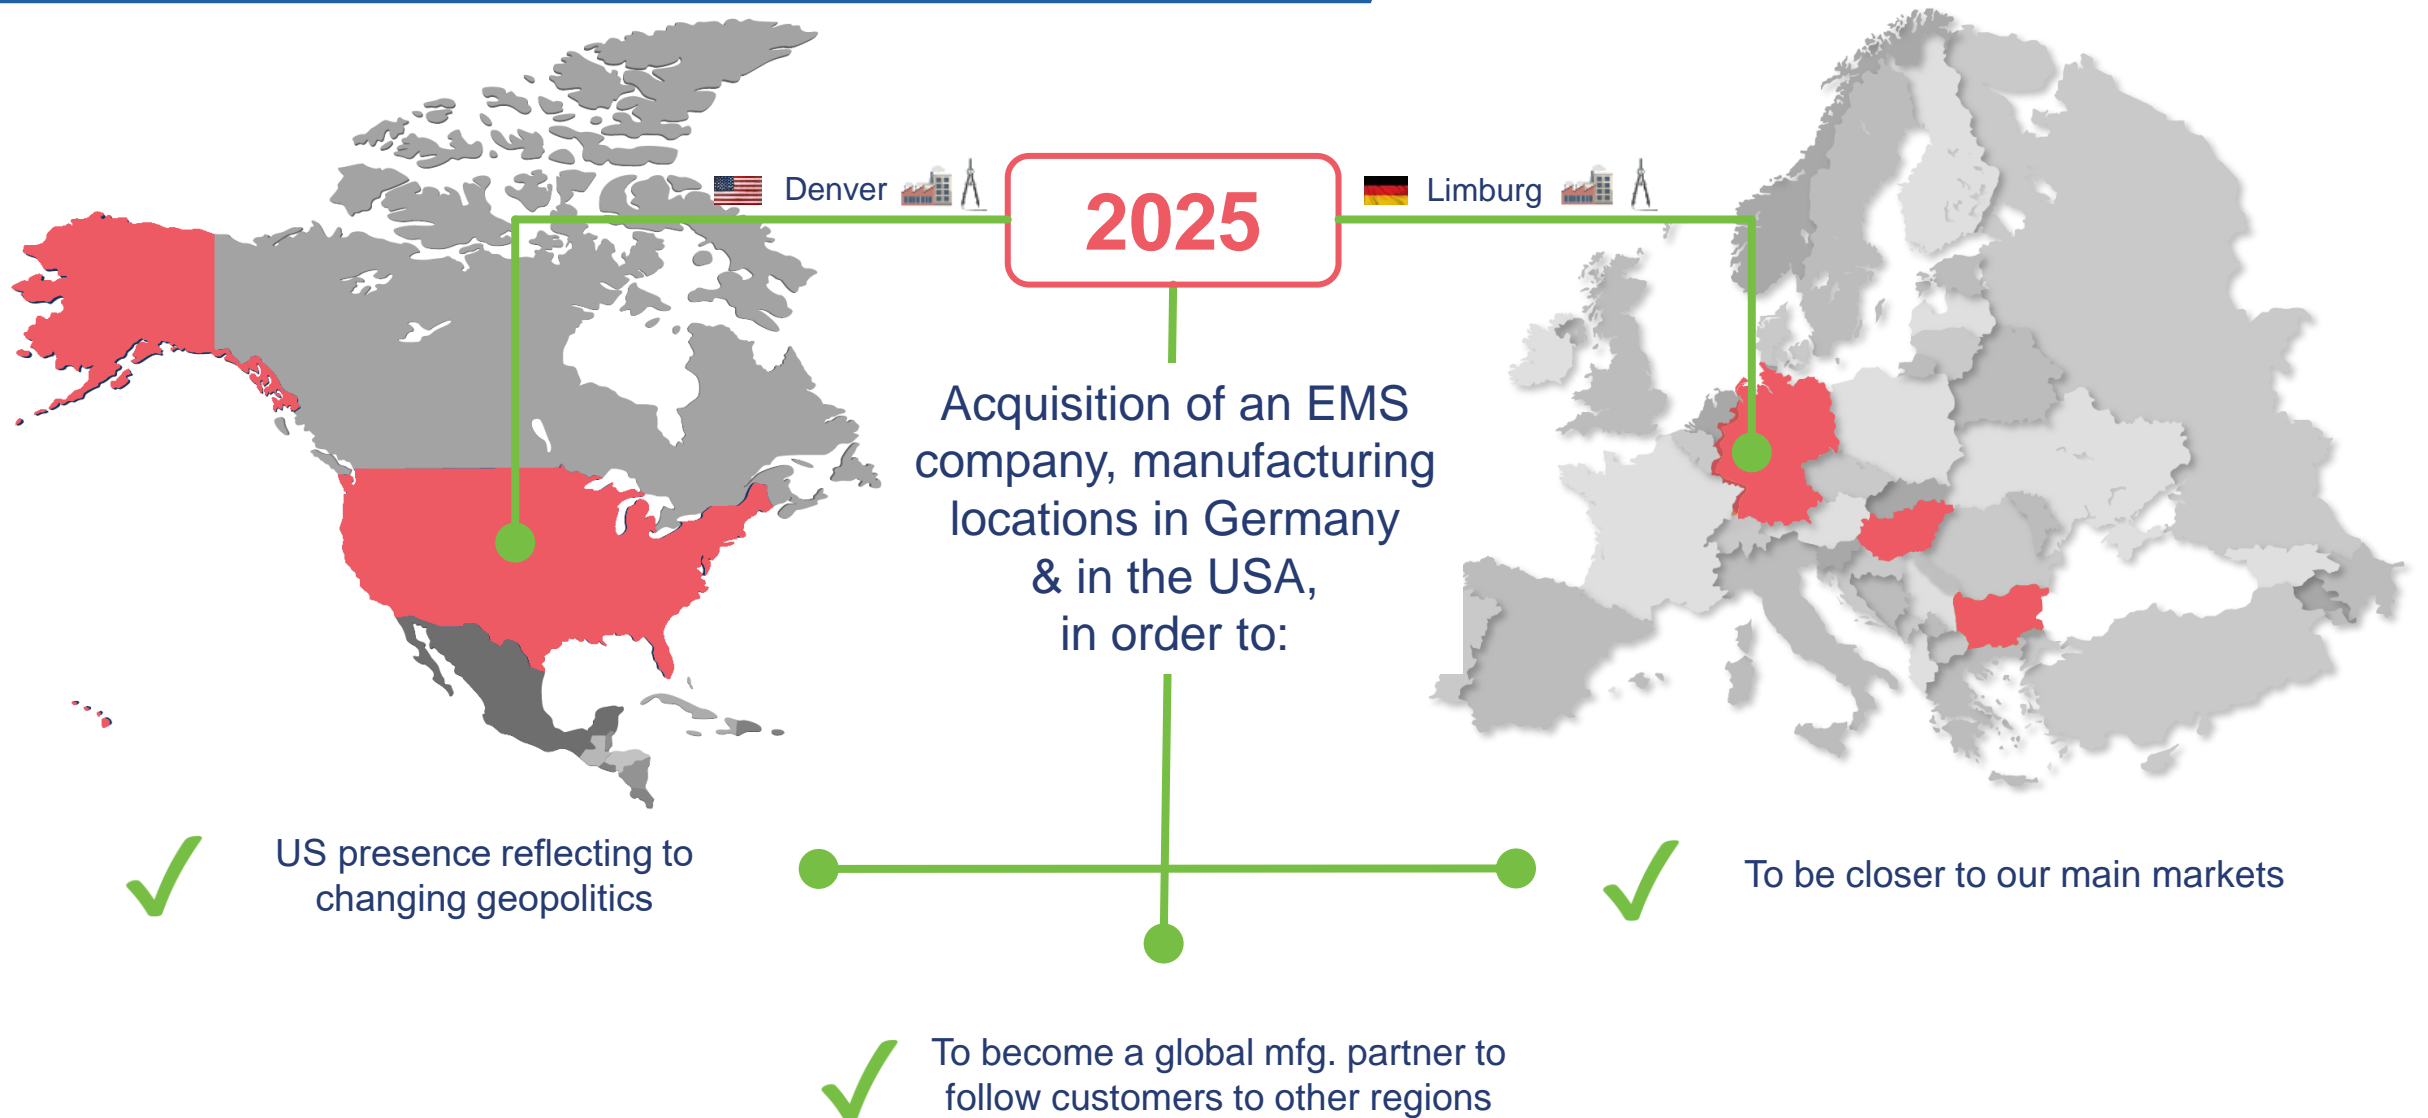 Denver
2025
Limburg
Acquisition of an EMS
company, manufacturing
locations in Germany
& in the USA,
in order to:
US presence reflecting to
changing geopolitics
To be closer to our main markets
To become a global mfg. partner to
follow customers to other regions